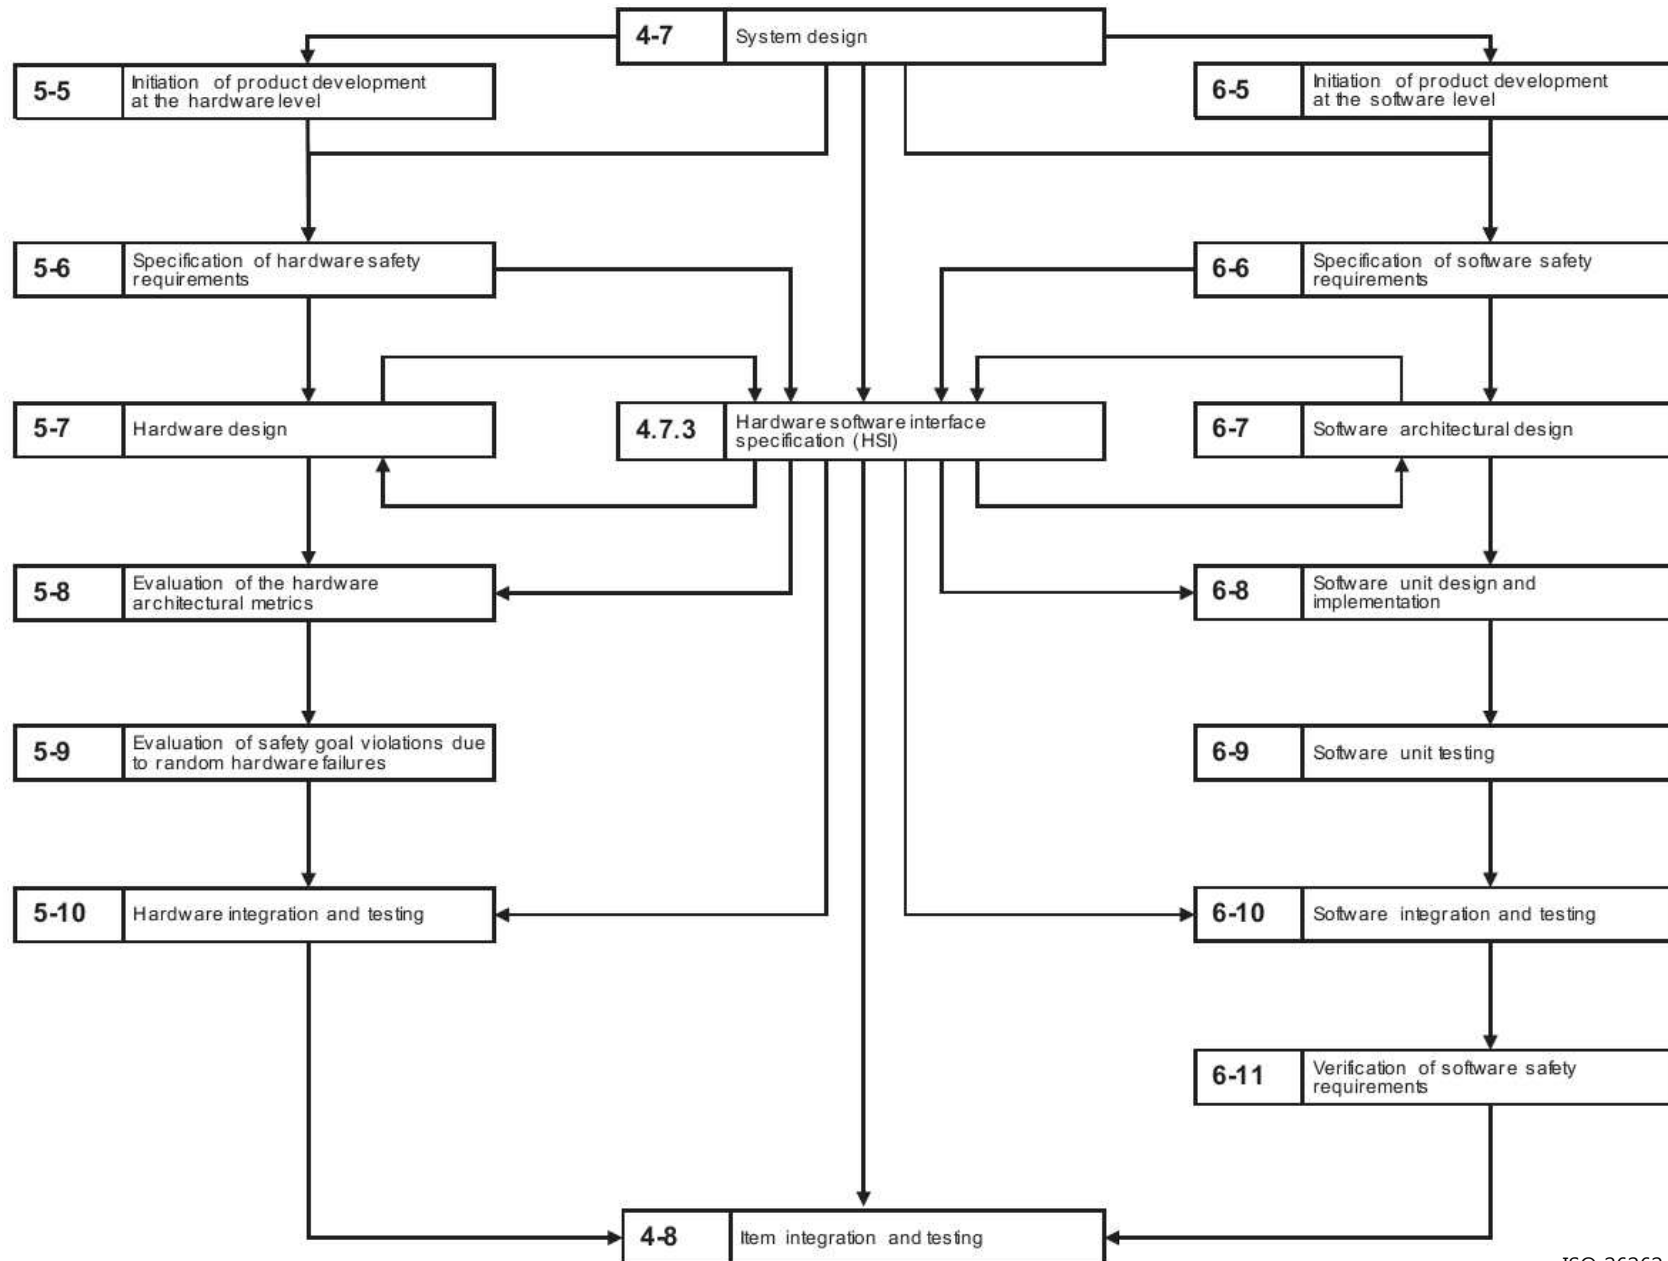 4-7 System design
5-5 Initiation of product development
at the hardware level
6-5 Initiation of product development
at the software level
5-6 Specification of hardware safety
requirements
6-6 Specification of software safety
requirements
5-7 Hardware design
4.7.3 Hardware software interface
specification (HSI)
6-7 Software architectural design
5-8 Evaluation of the hardware
architectural metrics
6-8 Software unit design and
implementation
5-9 Evaluation of safety goal violations due
to random hardware failures
6-9 Software unit testing
5-10 Hardware integration and testing
6-10 Software integration and testing
6-11 Verification of software safety
requirements
4-8 Item integration and testing